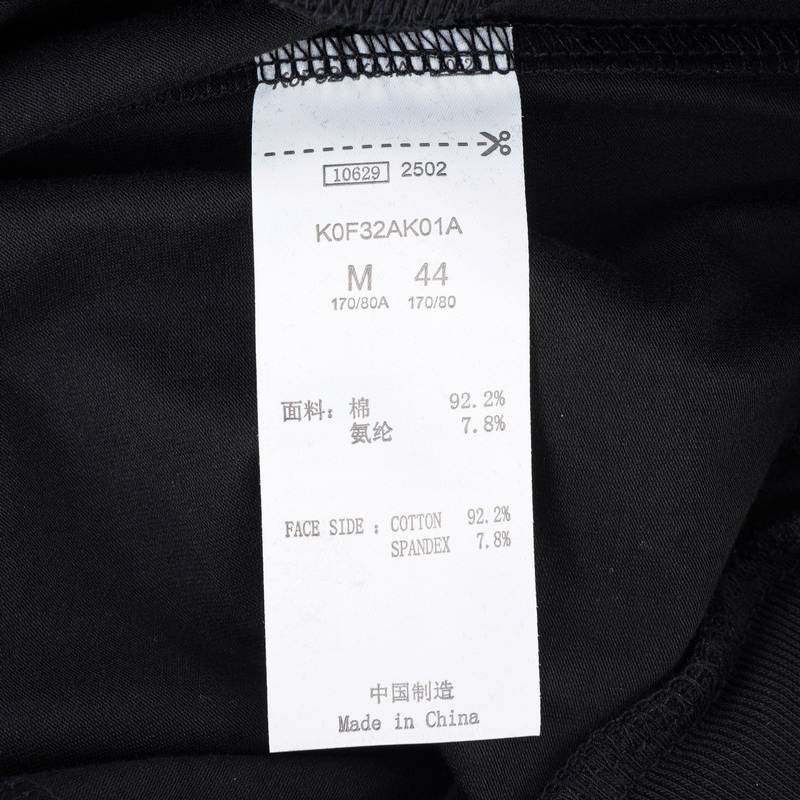 10629 2502
K0F32AK01A
M 44
170/80A 170/80
面料: 棉 92.2%
氨纶 7.8%
FACE SIDE : COTTON 92.2%
SPANDEX 7.8%
中国制造
Made in China